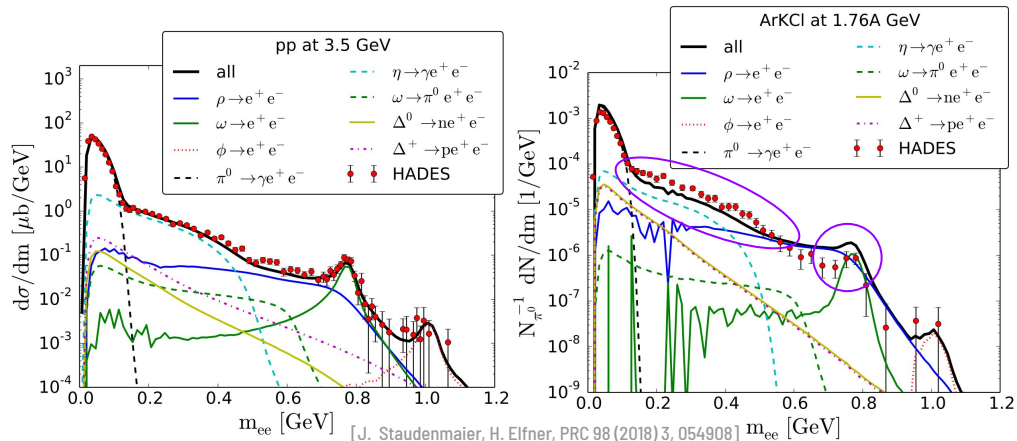 pp at 3.5 GeV
all
ρ→e⁺e⁻
ω→e⁺e⁻
ϕ→e⁺e⁻
π⁰→γe⁺e⁻
η→γe⁺e⁻
ω→π⁰e⁺e⁻
Δ⁰→ne⁺e⁻
Δ⁺→pe⁺e⁻
HADES
dσ/dm [μb/GeV]
10³
10²
10¹
10⁰
10⁻¹
10⁻²
10⁻³
10⁻⁴
0.0 0.2 0.4 0.6 0.8 1.0 1.2
mₑₑ [GeV]
ArKCl at 1.76A GeV
all
ρ→e⁺e⁻
ω→e⁺e⁻
ϕ→e⁺e⁻
π⁰→γe⁺e⁻
η→γe⁺e⁻
ω→π⁰e⁺e⁻
Δ⁰→ne⁺e⁻
Δ⁺→pe⁺e⁻
HADES
N_π⁰⁻¹ dN/dm [1/GeV]
10⁻²
10⁻³
10⁻⁴
10⁻⁵
10⁻⁶
10⁻⁷
10⁻⁸
10⁻⁹
0.0 0.2 0.4 0.6 0.8 1.0 1.2
mₑₑ [GeV]
[J. Staudenmaier, H. Elfner, PRC 98 (2018) 3, 054908]